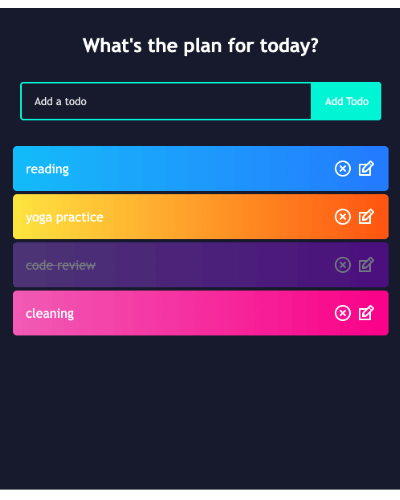 What's the plan for today?
Add a todo
Add Todo
reading
yoga practice
code review
cleaning